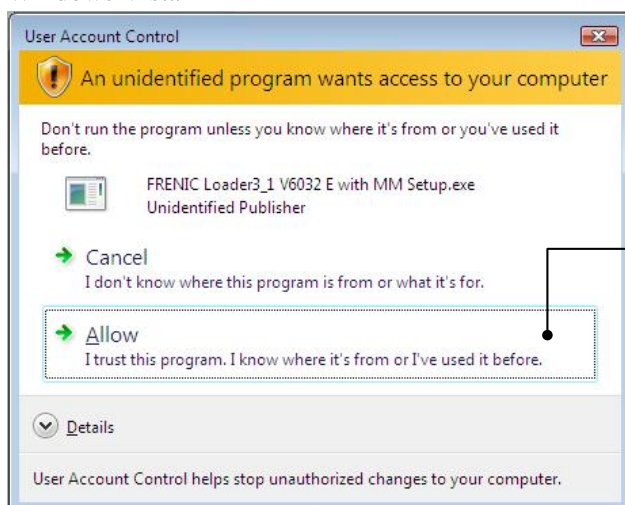 User Account Control
An unidentified program wants access to your computer
Don't run the program unless you know where it's from or you've used it
before.
FRENIC Loader3_1 V6032 E with MM Setup.exe
Unidentified Publisher
Cancel
I don't know where this program is from or what it's for.
Allow
I trust this program. I know where it's from or I've used it before.
Details
User Account Control helps stop unauthorized changes to your computer.